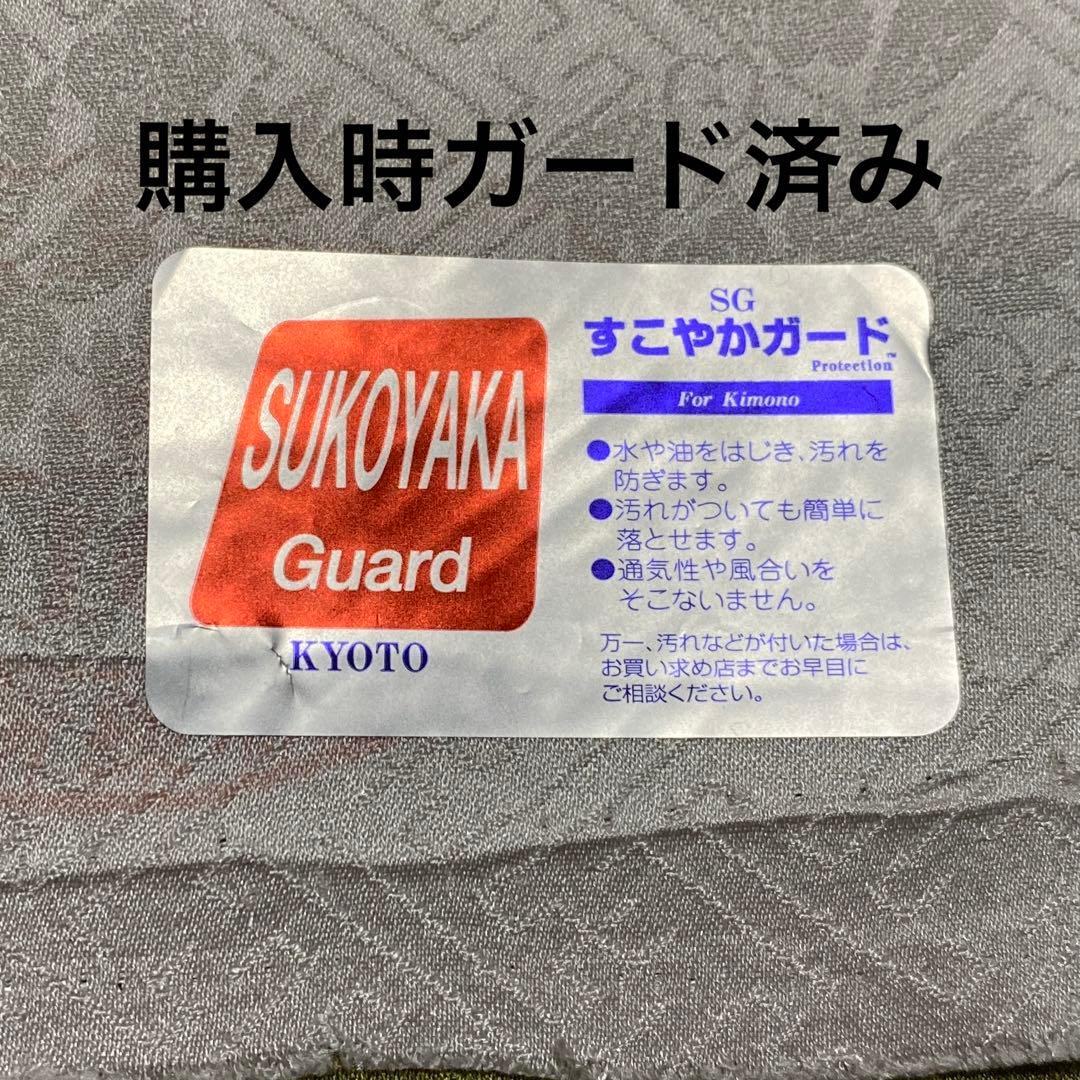 購入時ガード済み
SUKOYAKA
Guard
KYOTO
SG
すこやかガード
Protection™
For Kimono
●水や油をはじき、汚れを
防ぎます。
●汚れがついても簡単に
落とせます。
●通気性や風合いを
そこないません。
万一、汚れなどが付いた場合は、
お買い求め店までお早目に
ご相談ください。